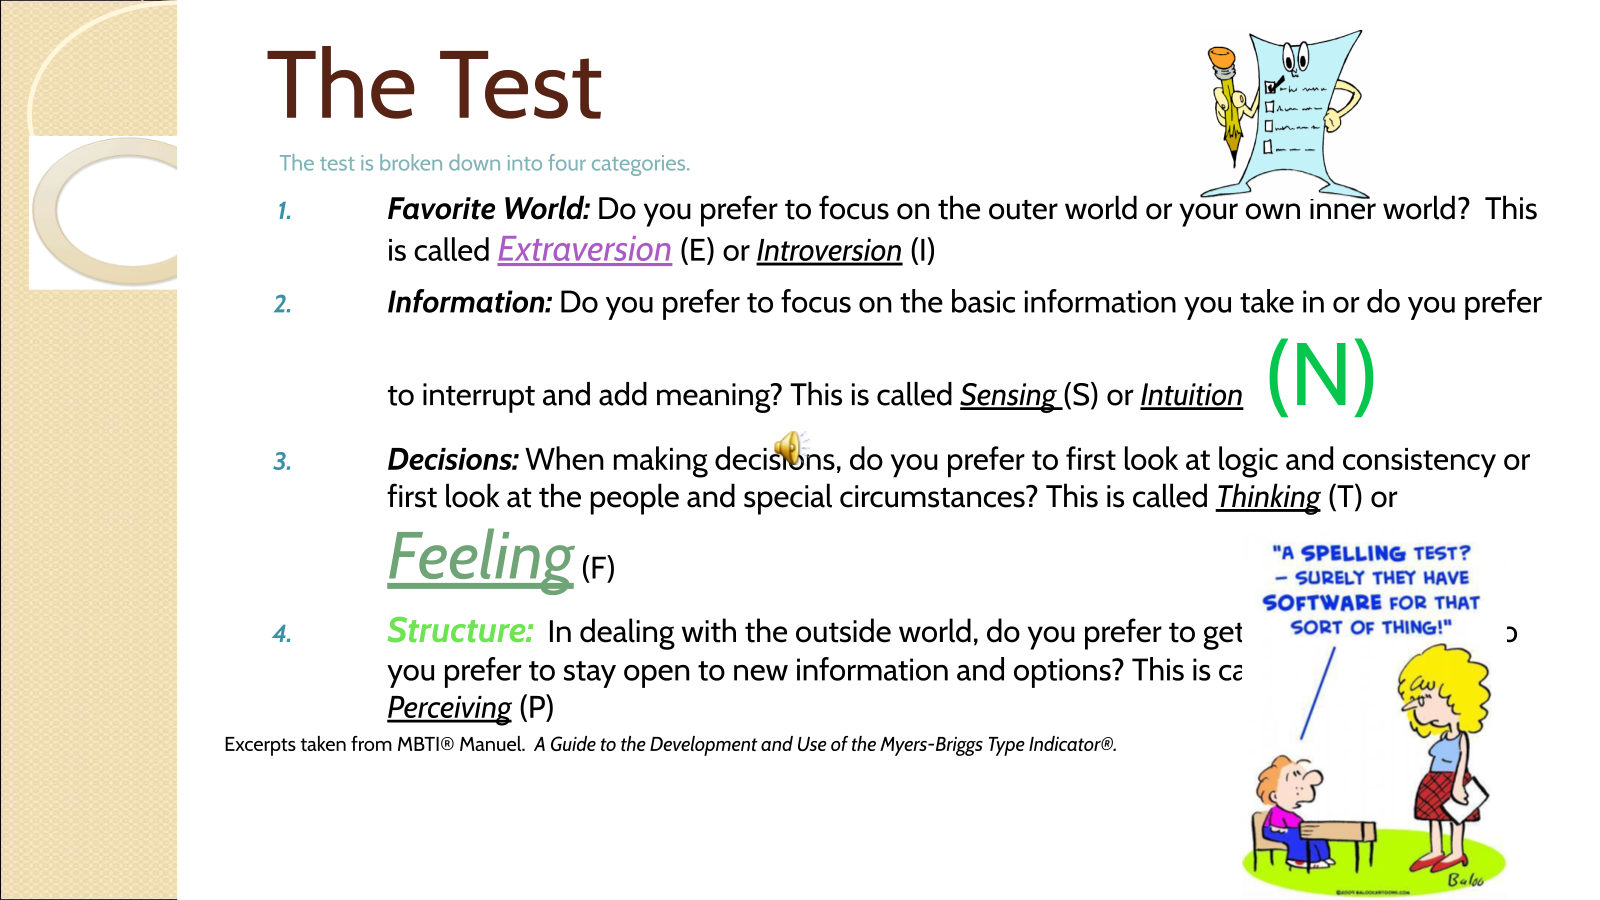 The Test
The test is broken down into four categories.
1. Favorite World: Do you prefer to focus on the outer world or your own inner world?  This
is called Extraversion (E) or Introversion (I)
2. Information: Do you prefer to focus on the basic information you take in or do you prefer
to interrupt and add meaning? This is called Sensing (S) or Intuition (N)
3. Decisions: When making decisions, do you prefer to first look at logic and consistency or
first look at the people and special circumstances? This is called Thinking (T) or
Feeling (F)
4. Structure:  In dealing with the outside world, do you prefer to get
you prefer to stay open to new information and options? This is
Perceiving (P)
Excerpts taken from MBTI® Manuel.  A Guide to the Development and Use of the Myers-Briggs Type Indicator®.
"A SPELLING TEST?
– SURELY THEY HAVE
SOFTWARE FOR THAT
SORT OF THING!"
Baloo
©2009 BALOOCARTOONS.COM